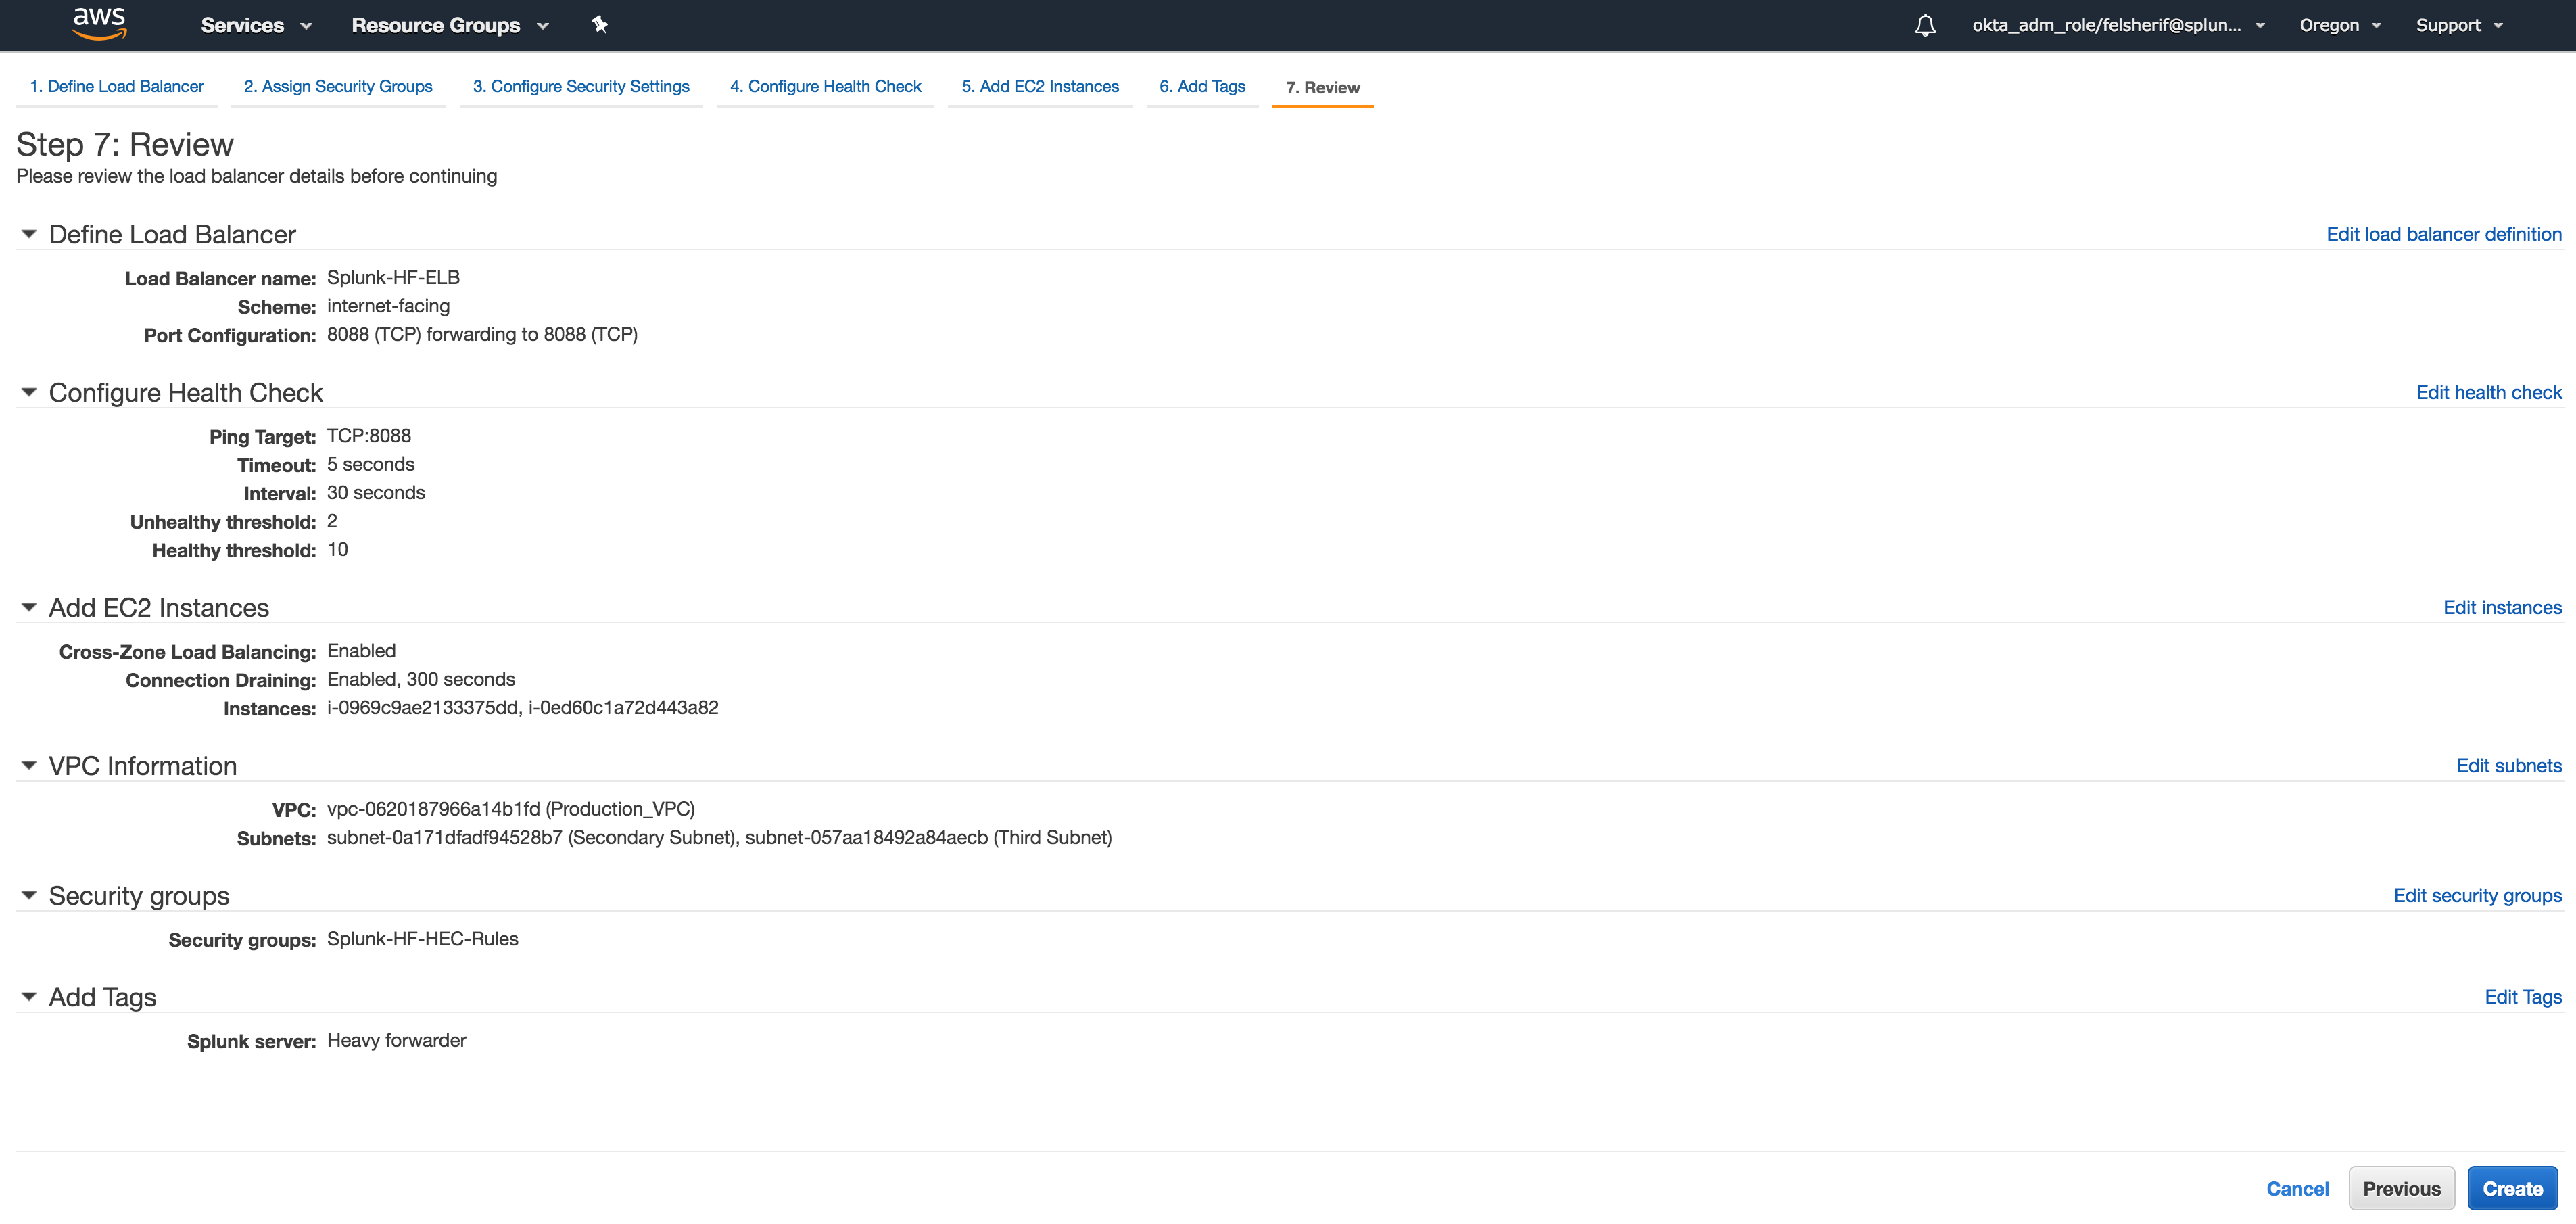 aws Services Resource Groups okta_adm_role/felsherif@splun... Oregon Support
1. Define Load Balancer 2. Assign Security Groups 3. Configure Security Settings 4. Configure Health Check 5. Add EC2 Instances 6. Add Tags 7. Review
Step 7: Review
Please review the load balancer details before continuing
Define Load Balancer Edit load balancer definition
Load Balancer name: Splunk-HF-ELB
Scheme: internet-facing
Port Configuration: 8088 (TCP) forwarding to 8088 (TCP)
Configure Health Check Edit health check
Ping Target: TCP:8088
Timeout: 5 seconds
Interval: 30 seconds
Unhealthy threshold: 2
Healthy threshold: 10
Add EC2 Instances Edit instances
Cross-Zone Load Balancing: Enabled
Connection Draining: Enabled, 300 seconds
Instances: i-0969c9ae2133375dd, i-0ed60c1a72d443a82
VPC Information Edit subnets
VPC: vpc-0620187966a14b1fd (Production_VPC)
Subnets: subnet-0a171dfadf94528b7 (Secondary Subnet), subnet-057aa18492a84aecb (Third Subnet)
Security groups Edit security groups
Security groups: Splunk-HF-HEC-Rules
Add Tags Edit Tags
Splunk server: Heavy forwarder
Cancel Previous Create